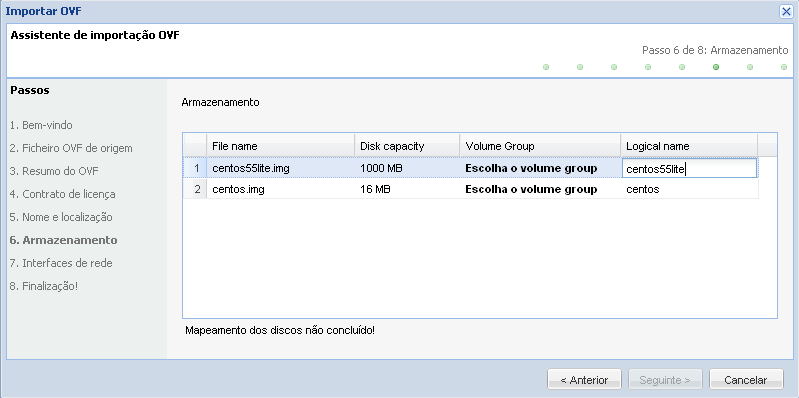 Importar OVF
Assistente de importação OVF
Passo 6 de 8: Armazenamento
Passos
1. Bem-vindo
2. Ficheiro OVF de origem
3. Resumo do OVF
4. Contrato de licença
5. Nome e localização
6. Armazenamento
7. Interfaces de rede
8. Finalização!
Armazenamento
File name Disk capacity Volume Group Logical name
1 centos55lite.img 1000 MB Escolha o volume group centos55lite
2 centos.img 16 MB Escolha o volume group centos
Mapeamento dos discos não concluído!
< Anterior Seguinte > Cancelar